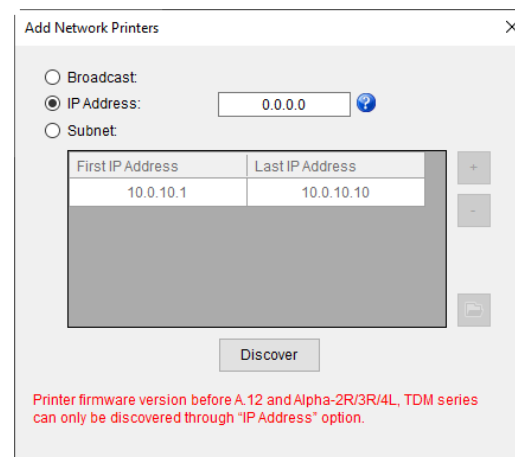 Add Network Printers
Broadcast:
IP Address: 0.0.0.0 ?
Subnet:
First IP Address Last IP Address
10.0.10.1 10.0.10.10
+
-
Discover
Printer firmware version before A.12 and Alpha-2R/3R/4L, TDM series
can only be discovered through “IP Address” option.